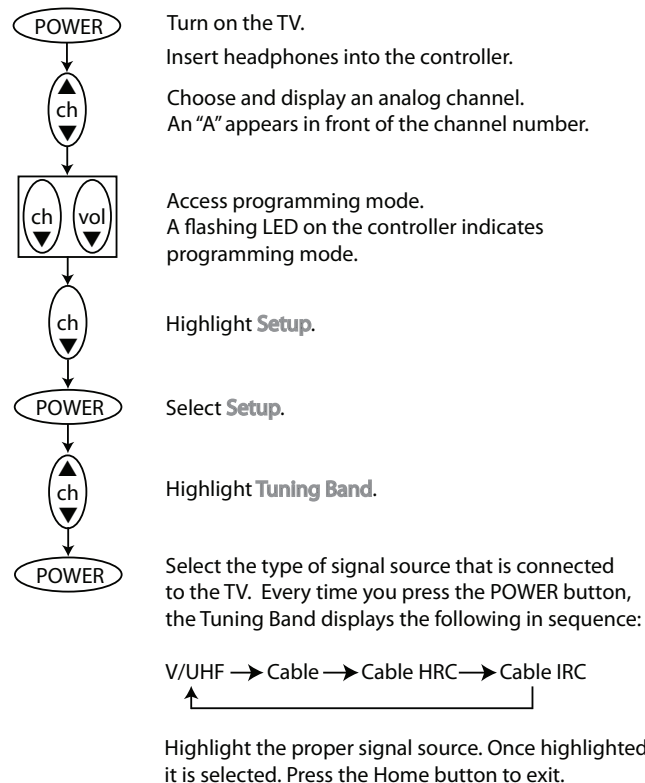 POWER
Turn on the TV.
Insert headphones into the controller.
ch
Choose and display an analog channel.
An “A” appears in front of the channel number.
ch vol
Access programming mode.
A flashing LED on the controller indicates
programming mode.
ch
Highlight Setup.
POWER
Select Setup.
ch
Highlight Tuning Band.
POWER
Select the type of signal source that is connected
to the TV. Every time you press the POWER button,
the Tuning Band displays the following in sequence:
V/UHF Cable Cable HRC Cable IRC
Highlight the proper signal source. Once highlighted
it is selected. Press the Home button to exit.